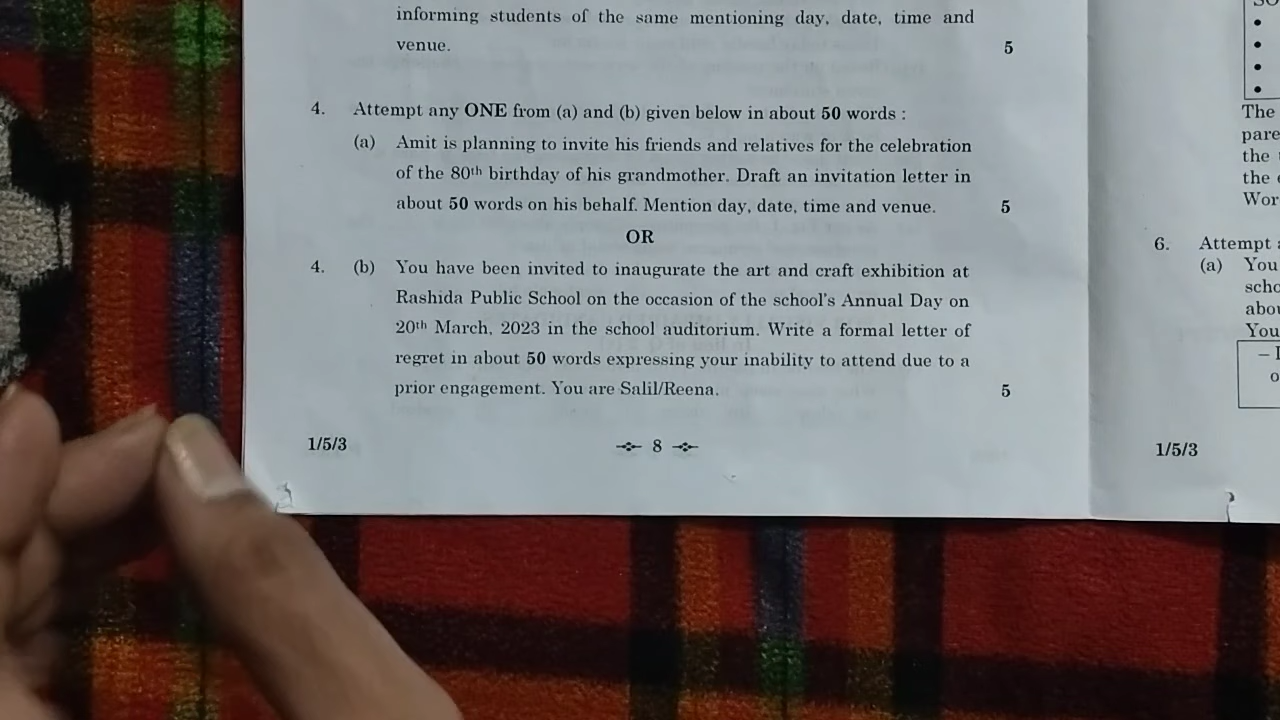 informing students of the same mentioning day, date, time and
venue. 5
4. Attempt any ONE from (a) and (b) given below in about 50 words :
(a) Amit is planning to invite his friends and relatives for the celebration
of the 80th birthday of his grandmother. Draft an invitation letter in
about 50 words on his behalf. Mention day, date, time and venue. 5
OR
4. (b) You have been invited to inaugurate the art and craft exhibition at
Rashida Public School on the occasion of the school's Annual Day on
20th March, 2023 in the school auditorium. Write a formal letter of
regret in about 50 words expressing your inability to attend due to a
prior engagement. You are Salil/Reena. 5
1/5/3 8
The
the
the
6. Attempt
(a) You
You
1/5/3